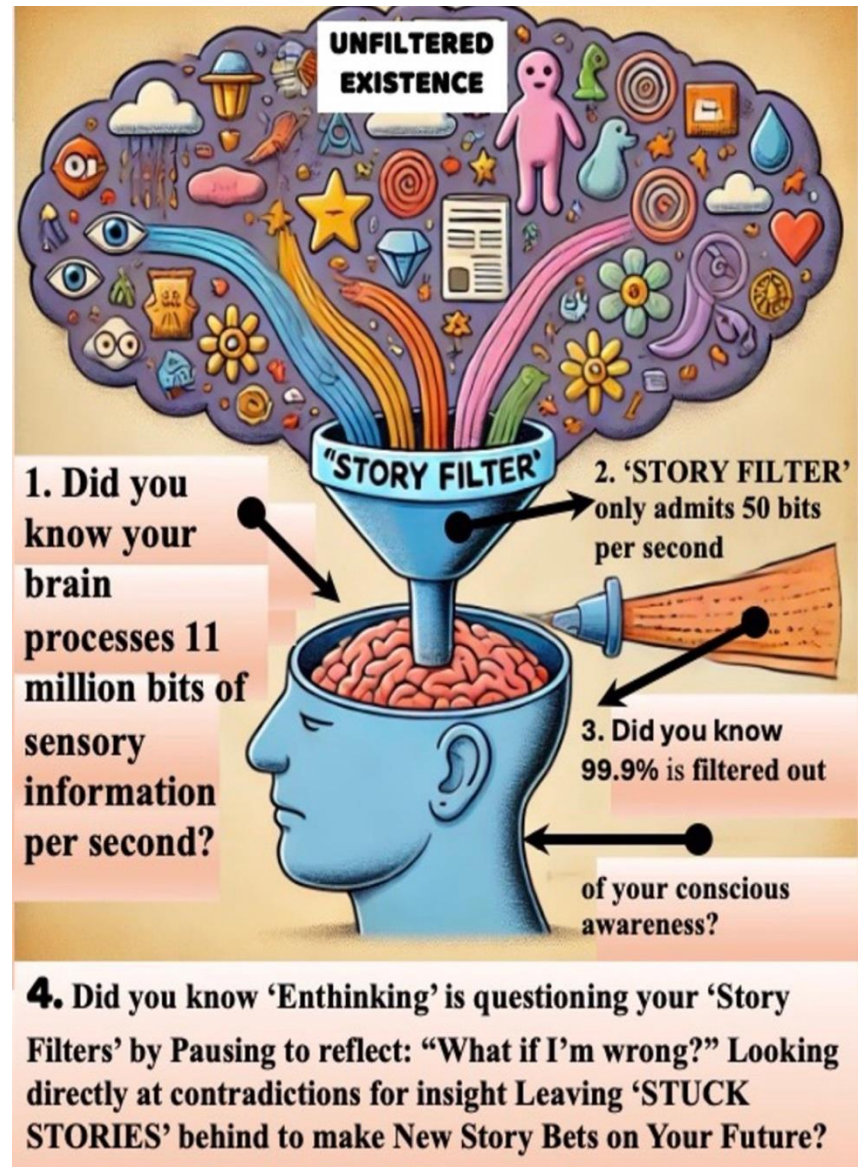 UNFILTERED
EXISTENCE
"STORY FILTER'
1. Did you
know your
brain
processes 11
million bits of
sensory
information
per second?
2. ‘STORY FILTER’
only admits 50 bits
per second
3. Did you know
99.9% is filtered out
of your conscious
awareness?
4. Did you know ‘Enthinking’ is questioning your ‘Story
Filters’ by Pausing to reflect: “What if I’m wrong?” Looking
directly at contradictions for insight Leaving ‘STUCK
STORIES’ behind to make New Story Bets on Your Future?